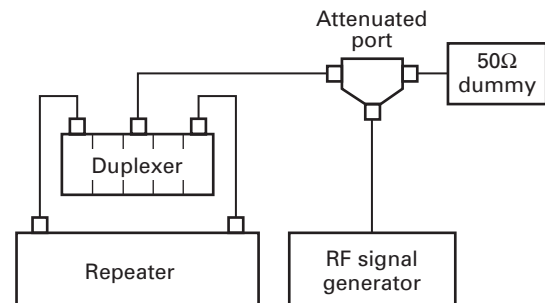 Attenuated
port
50Ω
dummy
Duplexer
Repeater
RF signal
generator